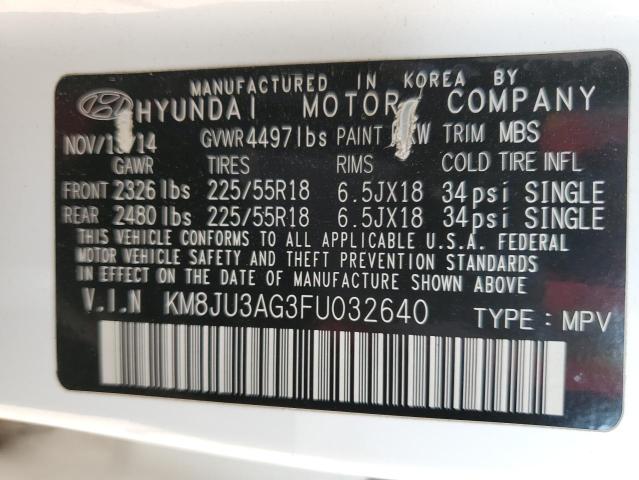 MANUFACTURED IN KOREA BY
HYUNDAI MOTOR COMPANY
GVWR 4497lbs PAINT TRIM MBS
GAWR TIRES RIMS COLD TIRE INFL
FRONT 2326 lbs 225/55R18 6.5JX18 34psi SINGLE
REAR 2480 lbs 225/55R18 6.5JX18 34psi SINGLE
THIS VEHICLE CONFORMS TO ALL APPLICABLE U.S.A. FEDERAL
MOTOR VEHICLE SAFETY AND THEFT PREVENTION STANDARDS
IN EFFECT ON THE DATE OF MANUFACTURE SHOWN ABOVE
V.I.N KM8JU3AG3FU032640 TYPE : MPV